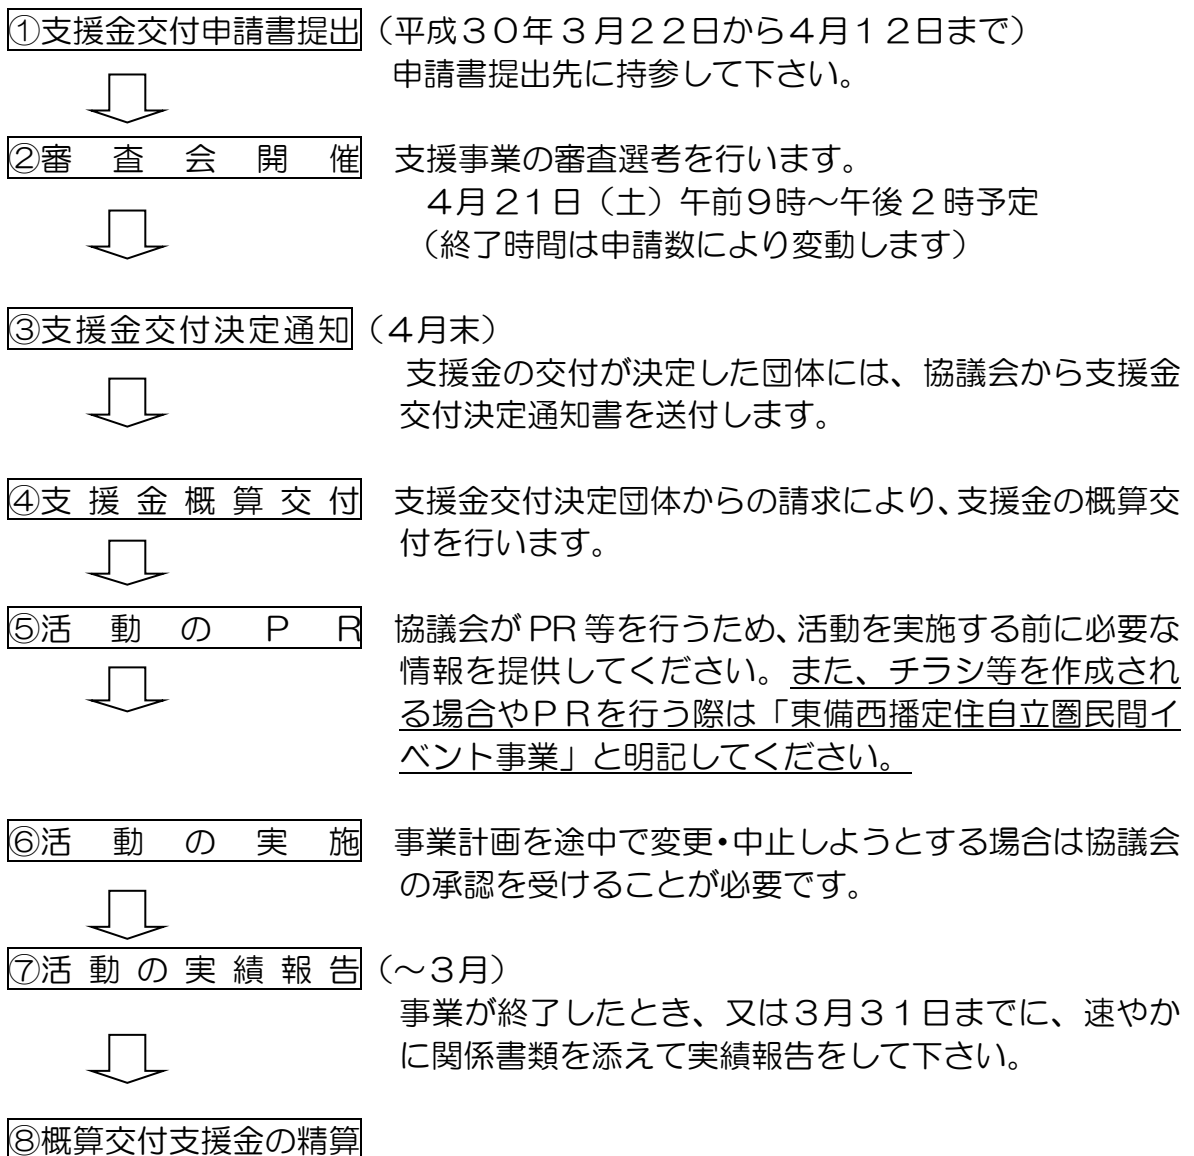 ①支援金交付申請書提出（平成３０年３月２２日から４月１２日まで）
申請書提出先に持参して下さい。
②審査会開催　支援事業の審査選考を行います。
４月２１日（土）午前９時～午後２時予定
（終了時間は申請数により変動します）
③支援金交付決定通知（４月末）
支援金の交付が決定した団体には、協議会から支援金
交付決定通知書を送付します。
④支援金概算交付　支援金交付決定団体からの請求により、支援金の概算交
付を行います。
⑤活動のＰＲ　協議会がPR等を行うため、活動を実施する前に必要な
情報を提供してください。また、チラシ等を作成され
る場合やＰＲを行う際は「東備西播定住自立圏民間イ
ベント事業」と明記してください。
⑥活動の実施　事業計画を途中で変更・中止しようとする場合は協議会
の承認を受けることが必要です。
⑦活動の実績報告（～３月）
事業が終了したとき、又は３月３１日までに、速やか
に関係書類を添えて実績報告をして下さい。
⑧概算交付支援金の精算